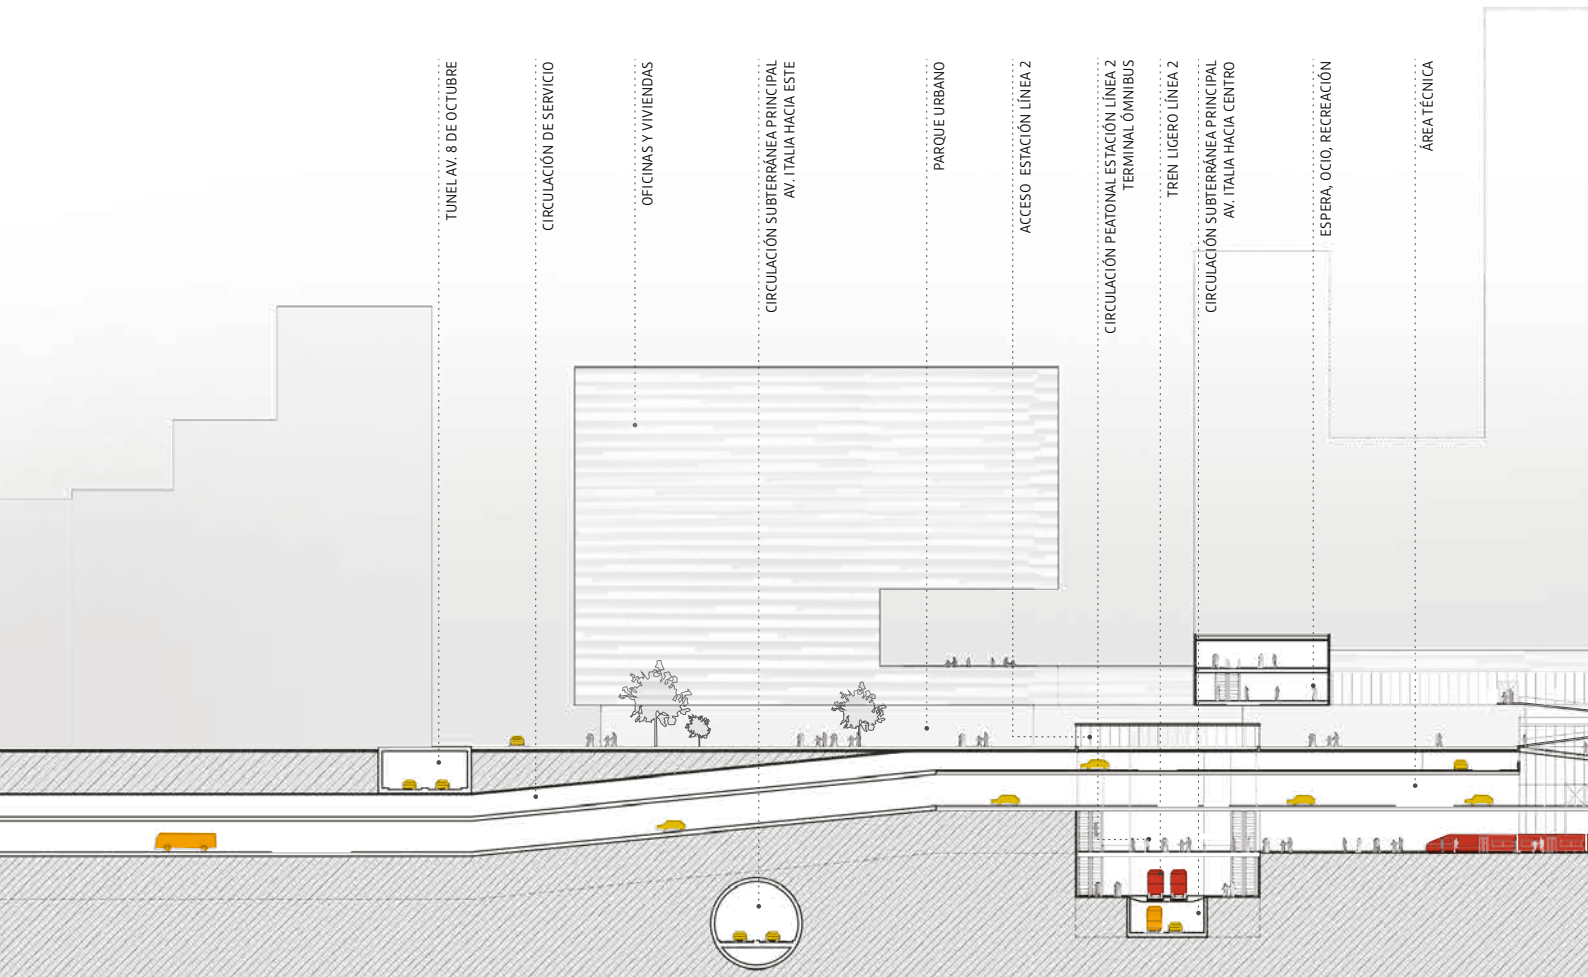 TUNEL AV. 8 DE OCTUBRE
CIRCULACIÓN DE SERVICIO
OFICINAS Y VIVIENDAS
CIRCULACIÓN SUBTERRÁNEA PRINCIPAL
AV. ITALIA HACIA ESTE
PARQUE URBANO
ACCESO ESTACIÓN LÍNEA 2
CIRCULACIÓN PEATONAL ESTACIÓN LÍNEA 2
TERMINAL ÓMNIBUS
TREN LIGERO LÍNEA 2
CIRCULACIÓN SUBTERRÁNEA PRINCIPAL
AV. ITALIA HACIA CENTRO
ESPERA, OCIO, RECREACIÓN
ÁREA TÉCNICA